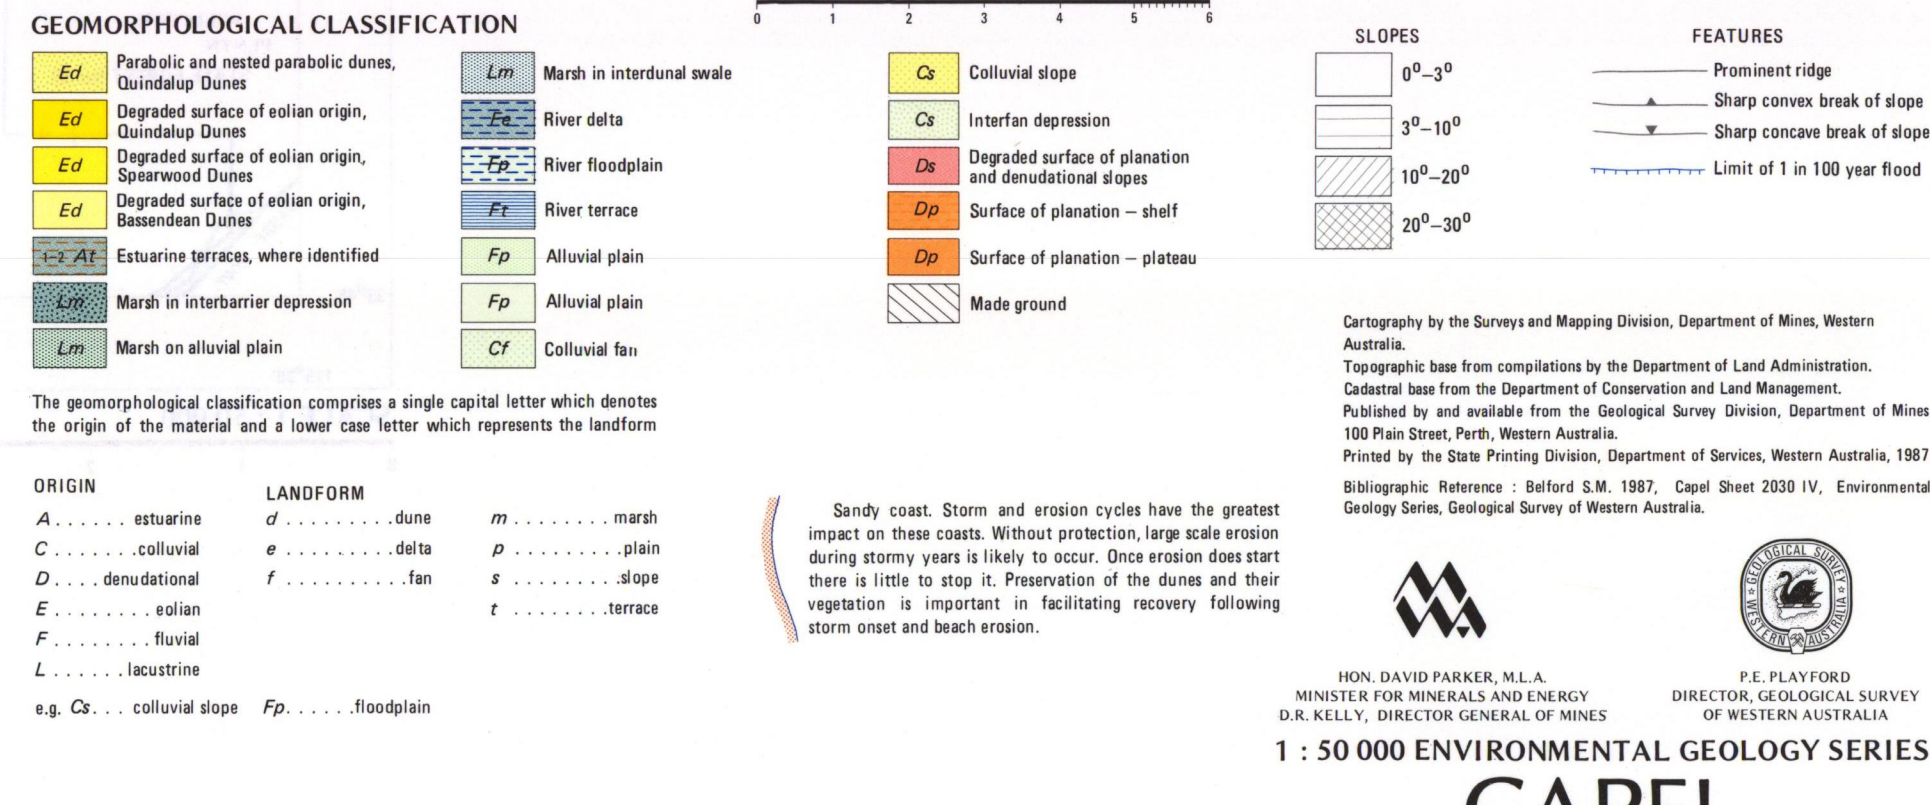 GEOMORPHOLOGICAL CLASSIFICATION
0 1 2 3 4 5 6
Ed Parabolic and nested parabolic dunes,
Quindalup Dunes
Ed Degraded surface of eolian origin,
Quindalup Dunes
Ed Degraded surface of eolian origin,
Spearwood Dunes
Ed Degraded surface of eolian origin,
Bassendean Dunes
1-2 At Estuarine terraces, where identified
Lm Marsh in interbarrier depression
Lm Marsh on alluvial plain
Lm Marsh in interdunal swale
Fe River delta
Fp River floodplain
Ft River terrace
Fp Alluvial plain
Fp Alluvial plain
Cf Colluvial fan
Cs Colluvial slope
Cs Interfan depression
Ds Degraded surface of planation
and denudational slopes
Dp Surface of planation – shelf
Dp Surface of planation – plateau
Made ground
SLOPES
0⁰–3⁰
3⁰–10⁰
10⁰–20⁰
20⁰–30⁰
FEATURES
Prominent ridge
Sharp convex break of slope
Sharp concave break of slope
Limit of 1 in 100 year flood
The geomorphological classification comprises a single capital letter which denotes
the origin of the material and a lower case letter which represents the landform
ORIGIN
A . . . . . . estuarine
C . . . . . . . colluvial
D . . . . denudational
E . . . . . . . . eolian
F . . . . . . . . fluvial
L . . . . . . lacustrine
LANDFORM
d . . . . . . . . . dune
e . . . . . . . . . delta
f . . . . . . . . . . fan
m . . . . . . . . marsh
p . . . . . . . . . plain
s . . . . . . . . . slope
t . . . . . . . . terrace
e.g. Cs . . . colluvial slope Fp . . . . . . floodplain
Sandy coast. Storm and erosion cycles have the greatest
impact on these coasts. Without protection, large scale erosion
during stormy years is likely to occur. Once erosion does start
there is little to stop it. Preservation of the dunes and their
vegetation is important in facilitating recovery following
storm onset and beach erosion.
Cartography by the Surveys and Mapping Division, Department of Mines, Western
Australia.
Topographic base from compilations by the Department of Land Administration.
Cadastral base from the Department of Conservation and Land Management.
Published by and available from the Geological Survey Division, Department of Mines
100 Plain Street, Perth, Western Australia.
Printed by the State Printing Division, Department of Services, Western Australia, 1987
Bibliographic Reference : Belford S.M. 1987, Capel Sheet 2030 IV, Environmental
Geology Series, Geological Survey of Western Australia.
GEOLOGICAL SURVEY
WESTERN AUSTRALIA
HON. DAVID PARKER, M.L.A.
MINISTER FOR MINERALS AND ENERGY
D.R. KELLY, DIRECTOR GENERAL OF MINES
P.E. PLAYFORD
DIRECTOR, GEOLOGICAL SURVEY
OF WESTERN AUSTRALIA
1 : 50 000 ENVIRONMENTAL GEOLOGY SERIES
CAPEL